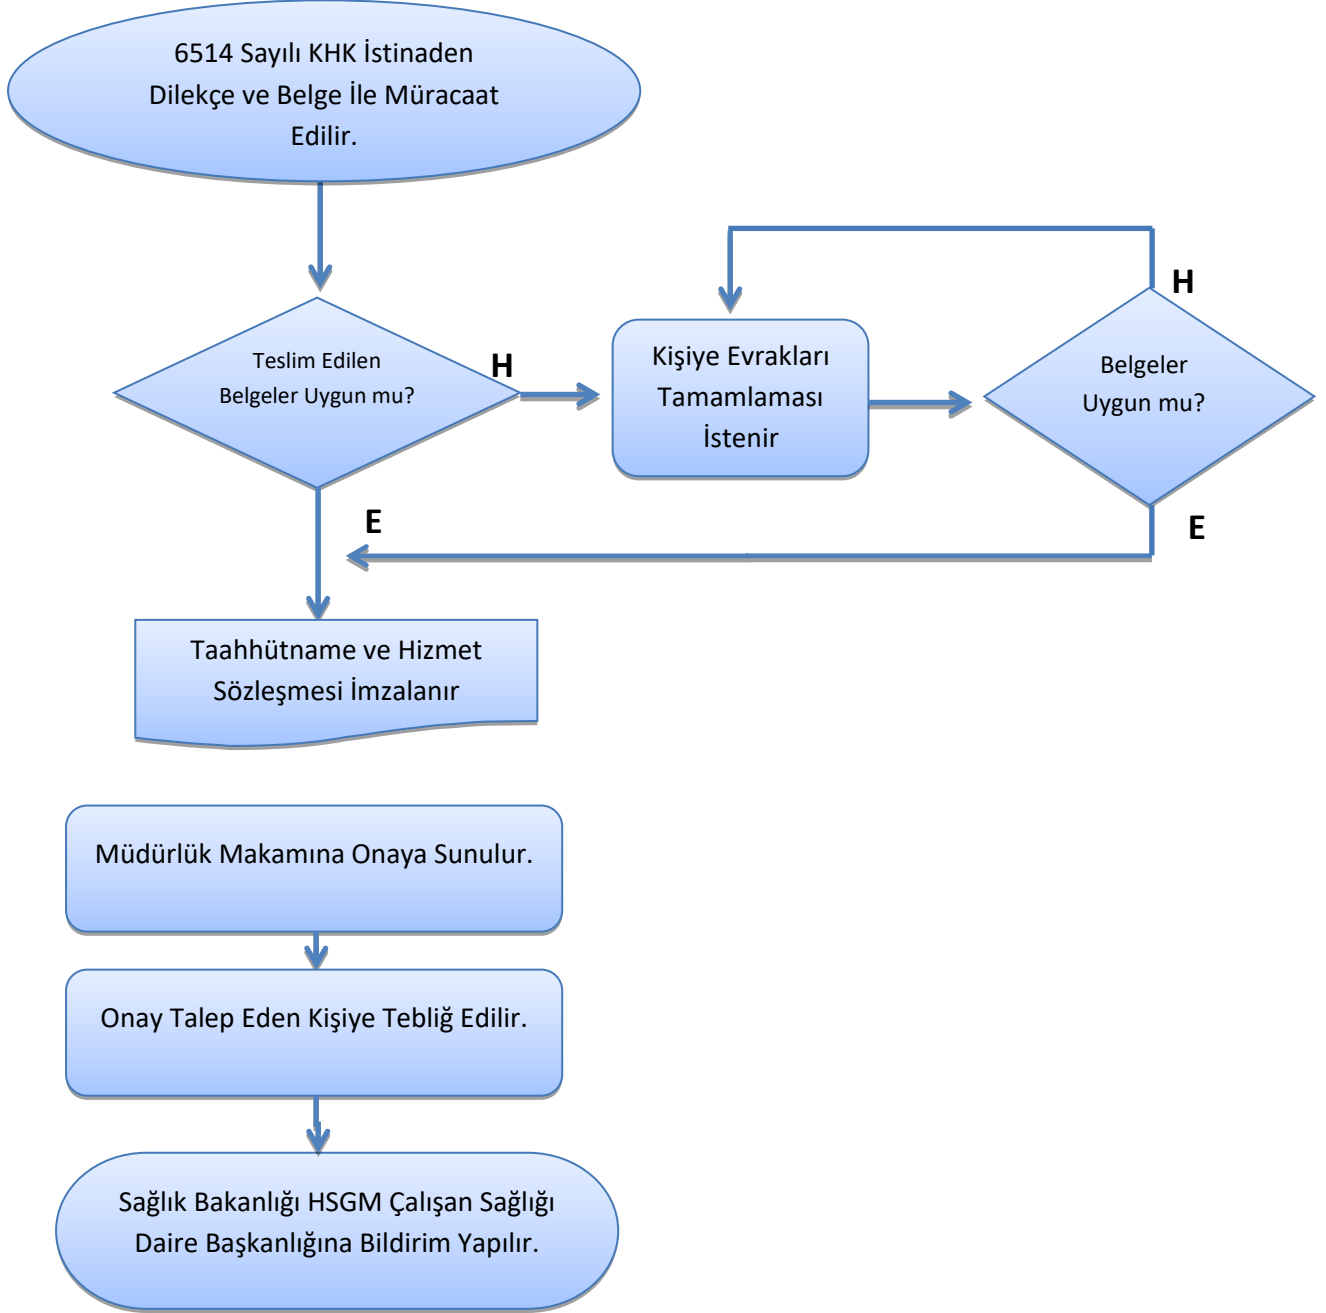 6514 Sayılı KHK İstinaden
Dilekçe ve Belge İle Müracaat
Edilir.
Teslim Edilen
Belgeler Uygun mu?
H
Kişiye Evrakları
Tamamlaması
İstenir
H
Belgeler
Uygun mu?
E
E
Taahhütname ve Hizmet
Sözleşmesi İmzalanır
Müdürlük Makamına Onaya Sunulur.
Onay Talep Eden Kişiye Tebliğ Edilir.
Sağlık Bakanlığı HSGM Çalışan Sağlığı
Daire Başkanlığına Bildirim Yapılır.